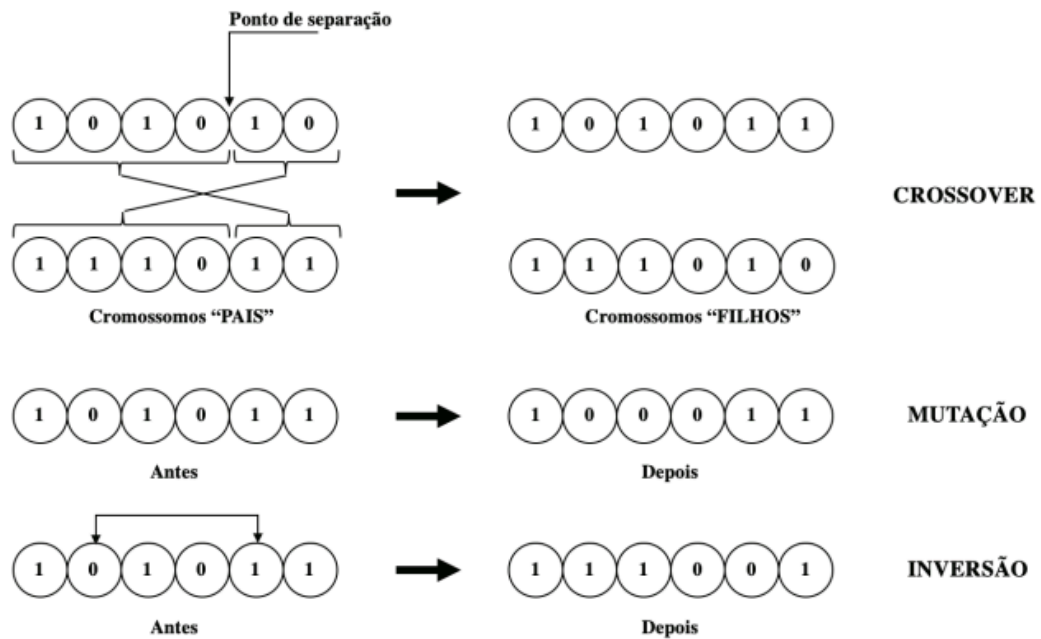 Ponto de separação
1 0 1 0 1 0
1 0 1 0 1 1
CROSSOVER
1 1 1 0 1 1
1 1 1 0 1 0
Cromossomos “PAIS”
Cromossomos “FILHOS”
1 0 1 0 1 1
1 0 0 0 1 1
MUTAÇÃO
Antes
Depois
1 0 1 0 1 1
1 1 1 0 0 1
INVERSÃO
Antes
Depois